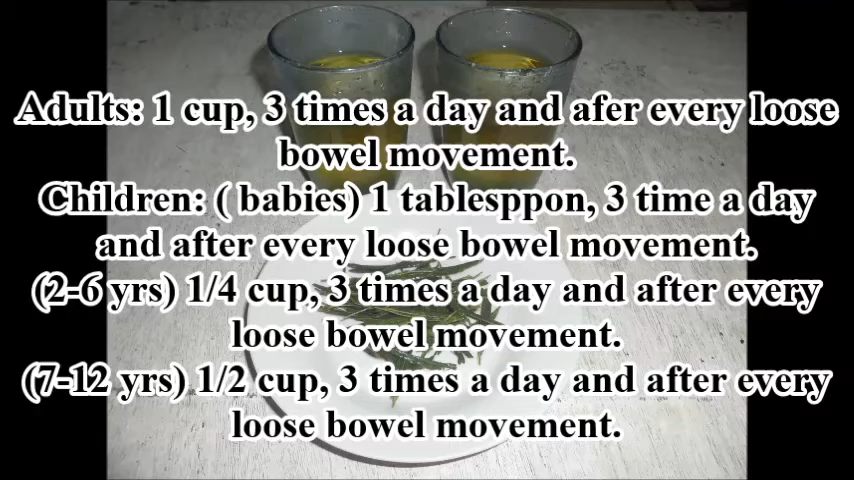 Adults: 1 cup, 3 times a day and afer every loose
bowel movement.
Children: ( babies) 1 tablesppon, 3 time a day
and after every loose bowel movement.
(2-6 yrs) 1/4 cup, 3 times a day and after every
loose bowel movement.
(7-12 yrs) 1/2 cup, 3 times a day and after every
loose bowel movement.